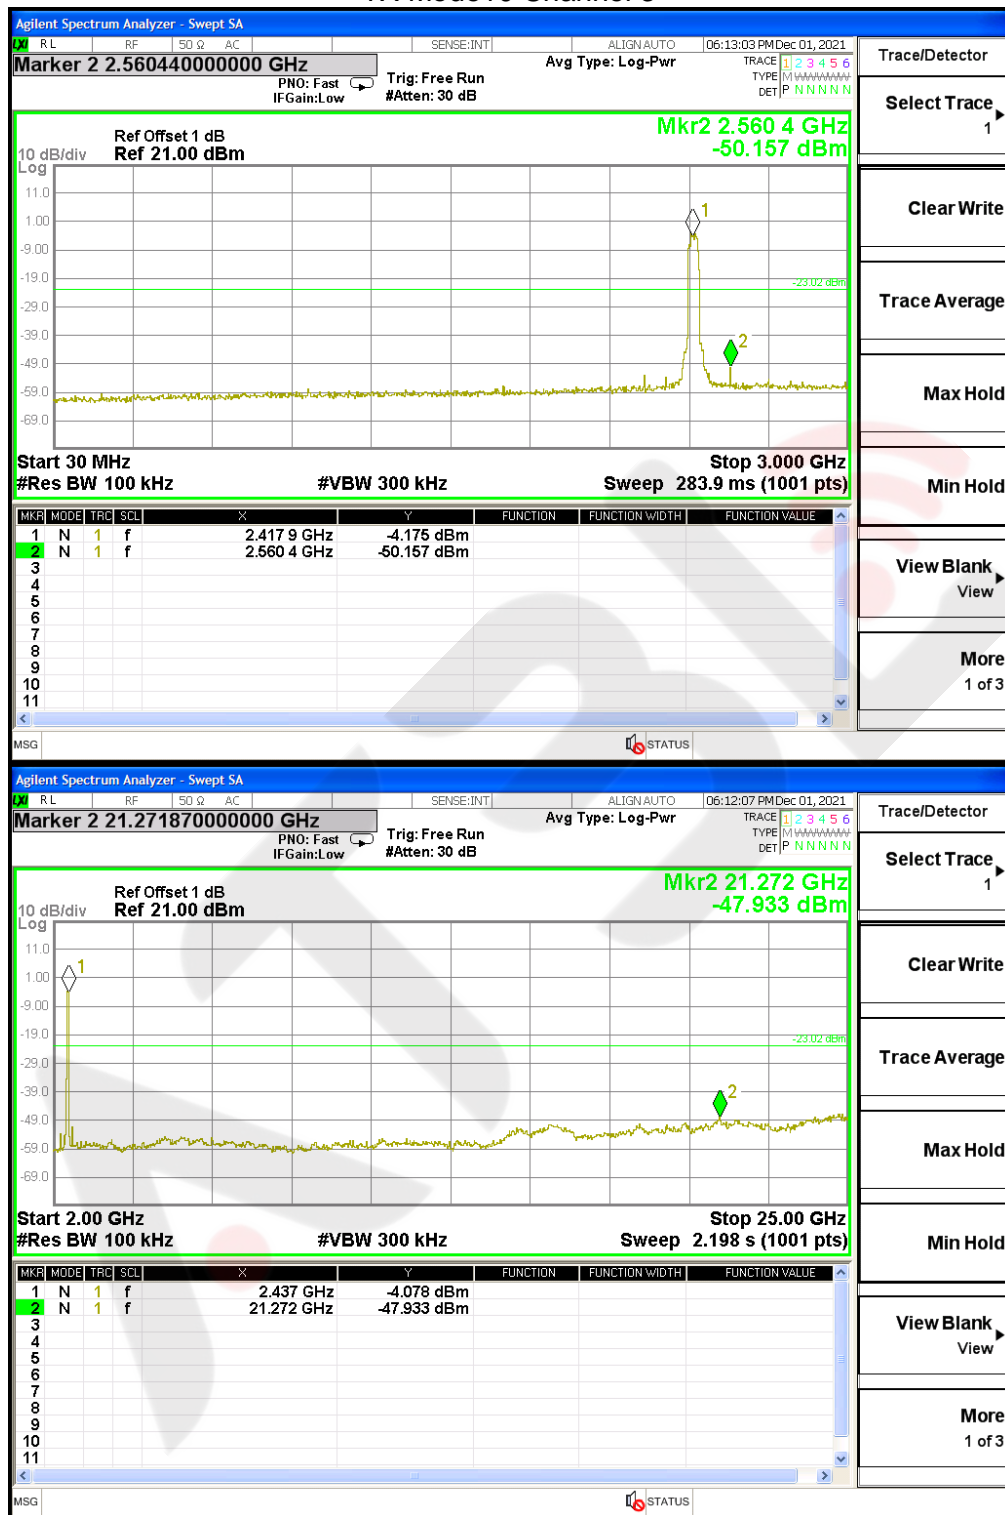 Agilent Spectrum Analyzer - Swept SA
LXI RL RF 50 Ω AC SENSE:INT ALIGN AUTO 06:13:03 PM Dec 01, 2021
Marker 2 2.560440000000 GHz
PNO: Fast
IFGain:Low
Trig: Free Run
#Atten: 30 dB
Avg Type: Log-Pwr
TRACE 1 2 3 4 5 6
TYPE M WWWWW
DET P N N N N N
Ref Offset 1 dB
Ref 21.00 dBm
10 dB/div
Log
Mkr2 2.560 4 GHz
-50.157 dBm
11.0
1.00
-9.00
-19.0
-29.0
-39.0
-49.0
-59.0
-69.0
1
-23.02 dBm
2
Start 30 MHz
Stop 3.000 GHz
#Res BW 100 kHz
#VBW 300 kHz
Sweep 283.9 ms (1001 pts)
MKR MODE TRC SCL X Y FUNCTION FUNCTION WIDTH FUNCTION VALUE
1 N 1 f 2.417 9 GHz -4.175 dBm
2 N 1 f 2.560 4 GHz -50.157 dBm
3
4
5
6
7
8
9
10
11
MSG
STATUS
Trace/Detector
Select Trace
1
Clear Write
Trace Average
Max Hold
Min Hold
View Blank
View
More
1 of 3
Agilent Spectrum Analyzer - Swept SA
LXI RL RF 50 Ω AC SENSE:INT ALIGN AUTO 06:12:07 PM Dec 01, 2021
Marker 2 21.271870000000 GHz
PNO: Fast
IFGain:Low
Trig: Free Run
#Atten: 30 dB
Avg Type: Log-Pwr
TRACE 1 2 3 4 5 6
TYPE M WWWWW
DET P N N N N N
Ref Offset 1 dB
Ref 21.00 dBm
10 dB/div
Log
Mkr2 21.272 GHz
-47.933 dBm
11.0
1.00
-9.00
-19.0
-29.0
-39.0
-49.0
-59.0
-69.0
1
-23.02 dBm
2
Start 2.00 GHz
Stop 25.00 GHz
#Res BW 100 kHz
#VBW 300 kHz
Sweep 2.198 s (1001 pts)
MKR MODE TRC SCL X Y FUNCTION FUNCTION WIDTH FUNCTION VALUE
1 N 1 f 2.437 GHz -4.078 dBm
2 N 1 f 21.272 GHz -47.933 dBm
3
4
5
6
7
8
9
10
11
MSG
STATUS
Trace/Detector
Select Trace
1
Clear Write
Trace Average
Max Hold
Min Hold
View Blank
View
More
1 of 3